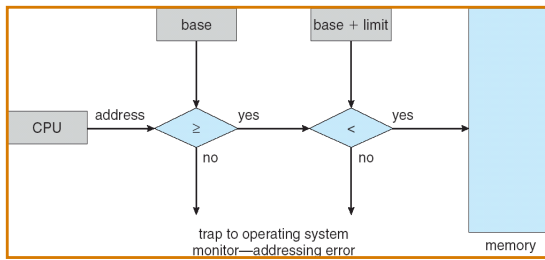 base
base + limit
CPU
address
≥
yes
<
yes
no
no
trap to operating system
monitor—addressing error
memory